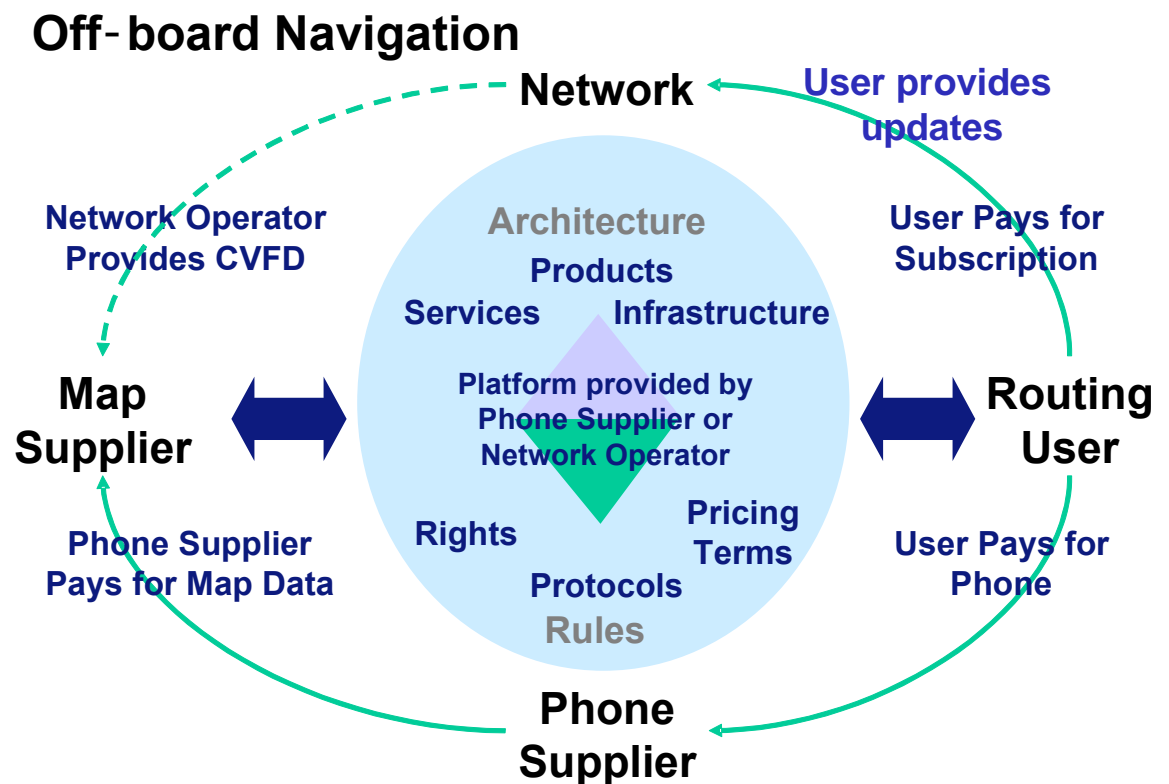 Off-board Navigation
Network
User provides
updates
Network Operator
Provides CVFD
Architecture
User Pays for
Subscription
Products
Services
Infrastructure
Map
Supplier
Platform provided by
Phone Supplier or
Network Operator
Routing
User
Rights
Pricing
Terms
Phone Supplier
Pays for Map Data
User Pays for
Phone
Protocols
Rules
Phone
Supplier